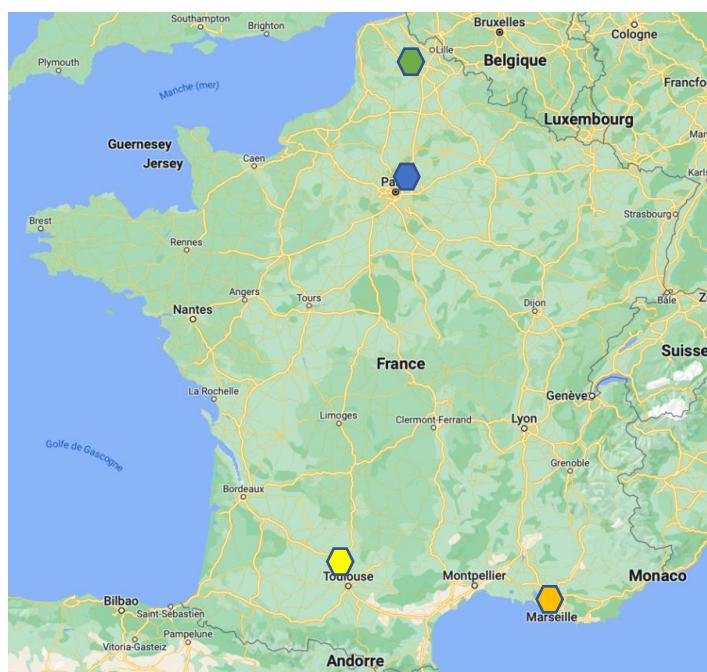 Southampton
Brighton
Bruxelles
Cologne
Lille
Plymouth
Belgique
Manche (mer)
Francfo
Luxembourg
Guernesey
Jersey
Caen
Man
Pa
Karls
Strasbourg
Brest
Rennes
Angers
Tours
Bâle
Z
Nantes
Dijon
France
Suisse
La Rochelle
Genève
Limoges
Clermont-Ferrand
Lyon
Golfe de Gascogne
Grenoble
Bordeaux
Toulouse
Montpellier
Monaco
Bilbao
Saint-Sébastien
Marseille
Vitoria-Gasteiz
Pampelune
Andorre